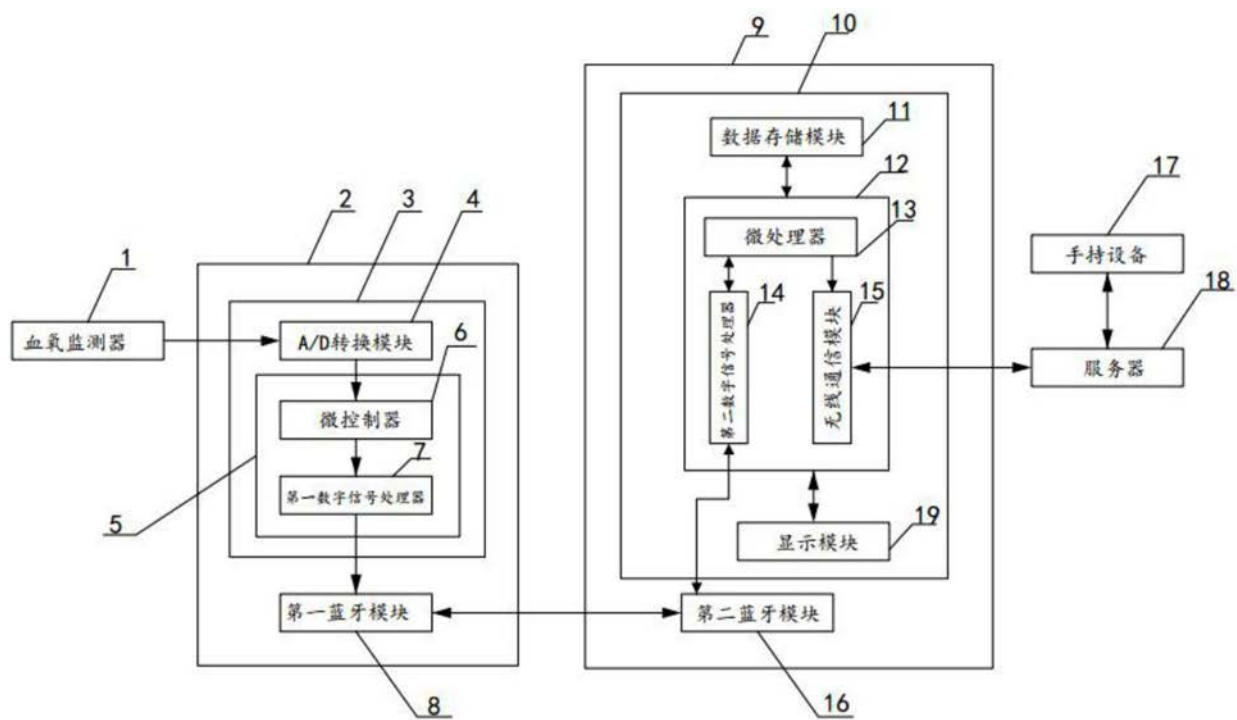 9
10
数据存储模块
11
12
17
2
3
4
微处理器
13
手持设备
1
14
15
18
血氧监测器
A/D转换模块
6
第二数字信号处理器
无线通信模块
服务器
微控制器
7
5
第一数字信号处理器
19
显示模块
第一蓝牙模块
第二蓝牙模块
8
16